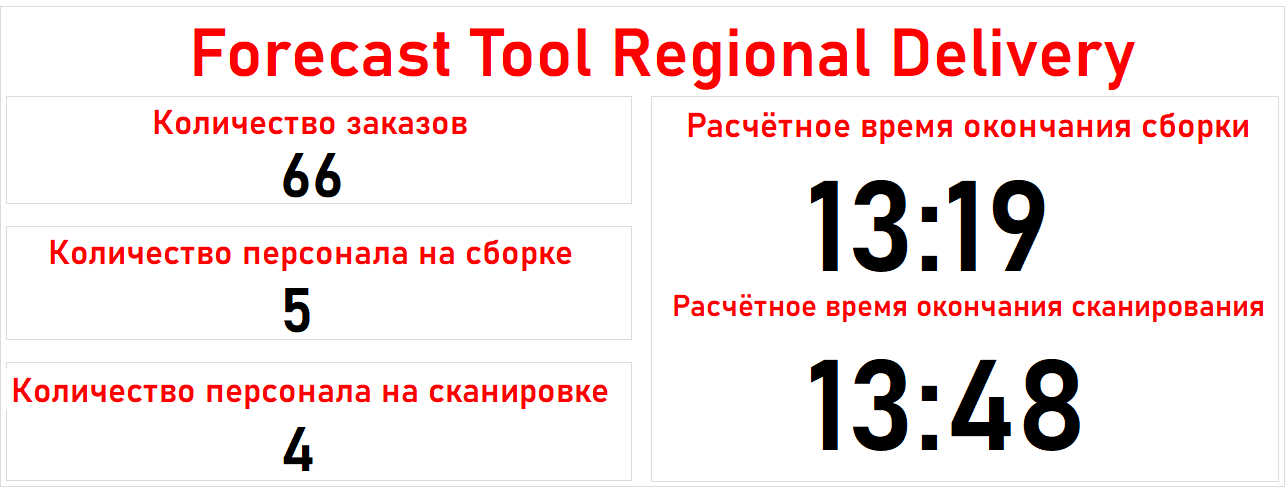 Forecast Tool Regional Delivery
Количество заказов
66
Количество персонала на сборке
5
Количество персонала на сканировке
4
Расчётное время окончания сборки
13:19
Расчётное время окончания сканирования
13:48